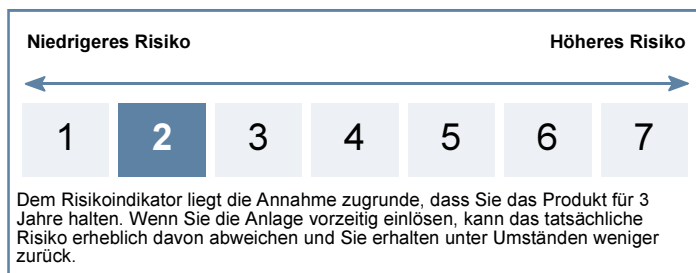 Niedrigeres Risiko Höheres Risiko
1 2 3 4 5 6 7
Dem Risikoindikator liegt die Annahme zugrunde, dass Sie das Produkt für 3
Jahre halten. Wenn Sie die Anlage vorzeitig einlösen, kann das tatsächliche
Risiko erheblich davon abweichen und Sie erhalten unter Umständen weniger
zurück.